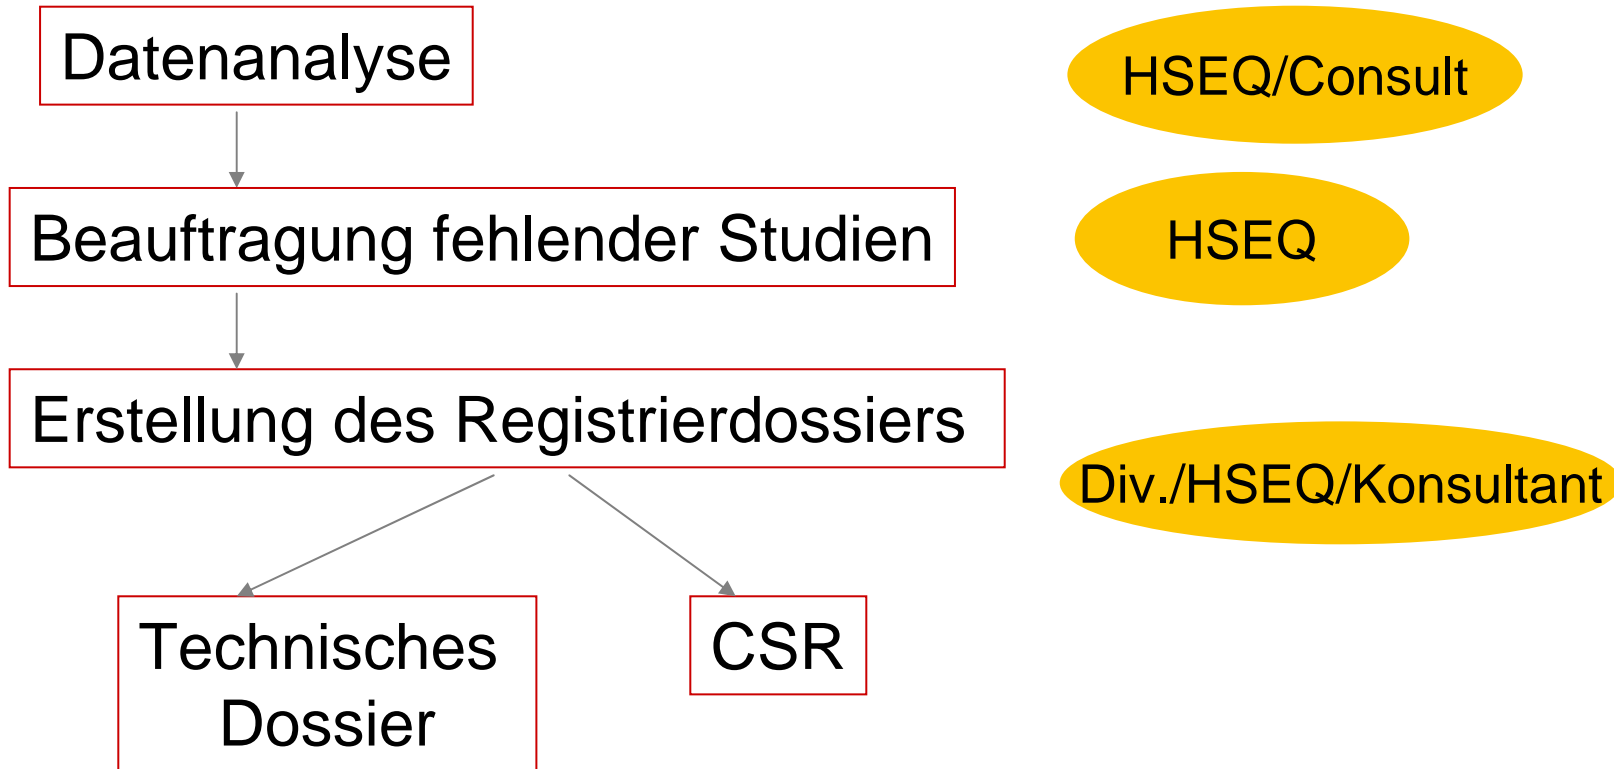 Datenanalyse
HSEQ/Consult
Beauftragung fehlender Studien
HSEQ
Erstellung des Registrierdossiers
Div./HSEQ/Konsultant
Technisches
Dossier
CSR